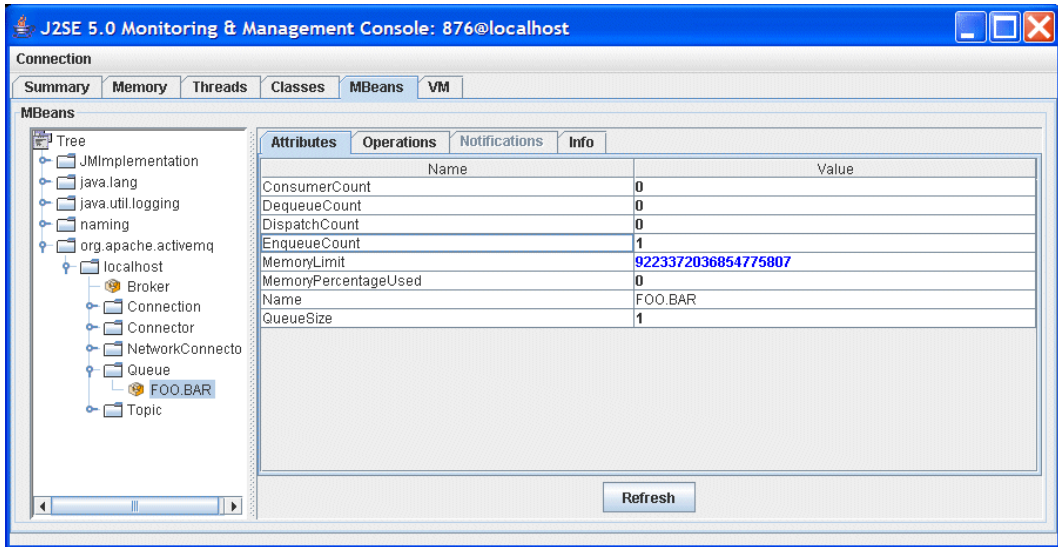 J2SE 5.0 Monitoring & Management Console: 876@localhost
Connection
Summary Memory Threads Classes MBeans VM
MBeans
Tree
JMImplementation
java.lang
java.util.logging
naming
org.apache.activemq
localhost
Broker
Connection
Connector
NetworkConnecto
Queue
FOO.BAR
Topic
Attributes Operations Notifications Info
Name Value
ConsumerCount 0
DequeueCount 0
DispatchCount 0
EnqueueCount 1
MemoryLimit 9223372036854775807
MemoryPercentageUsed 0
Name FOO.BAR
QueueSize 1
Refresh